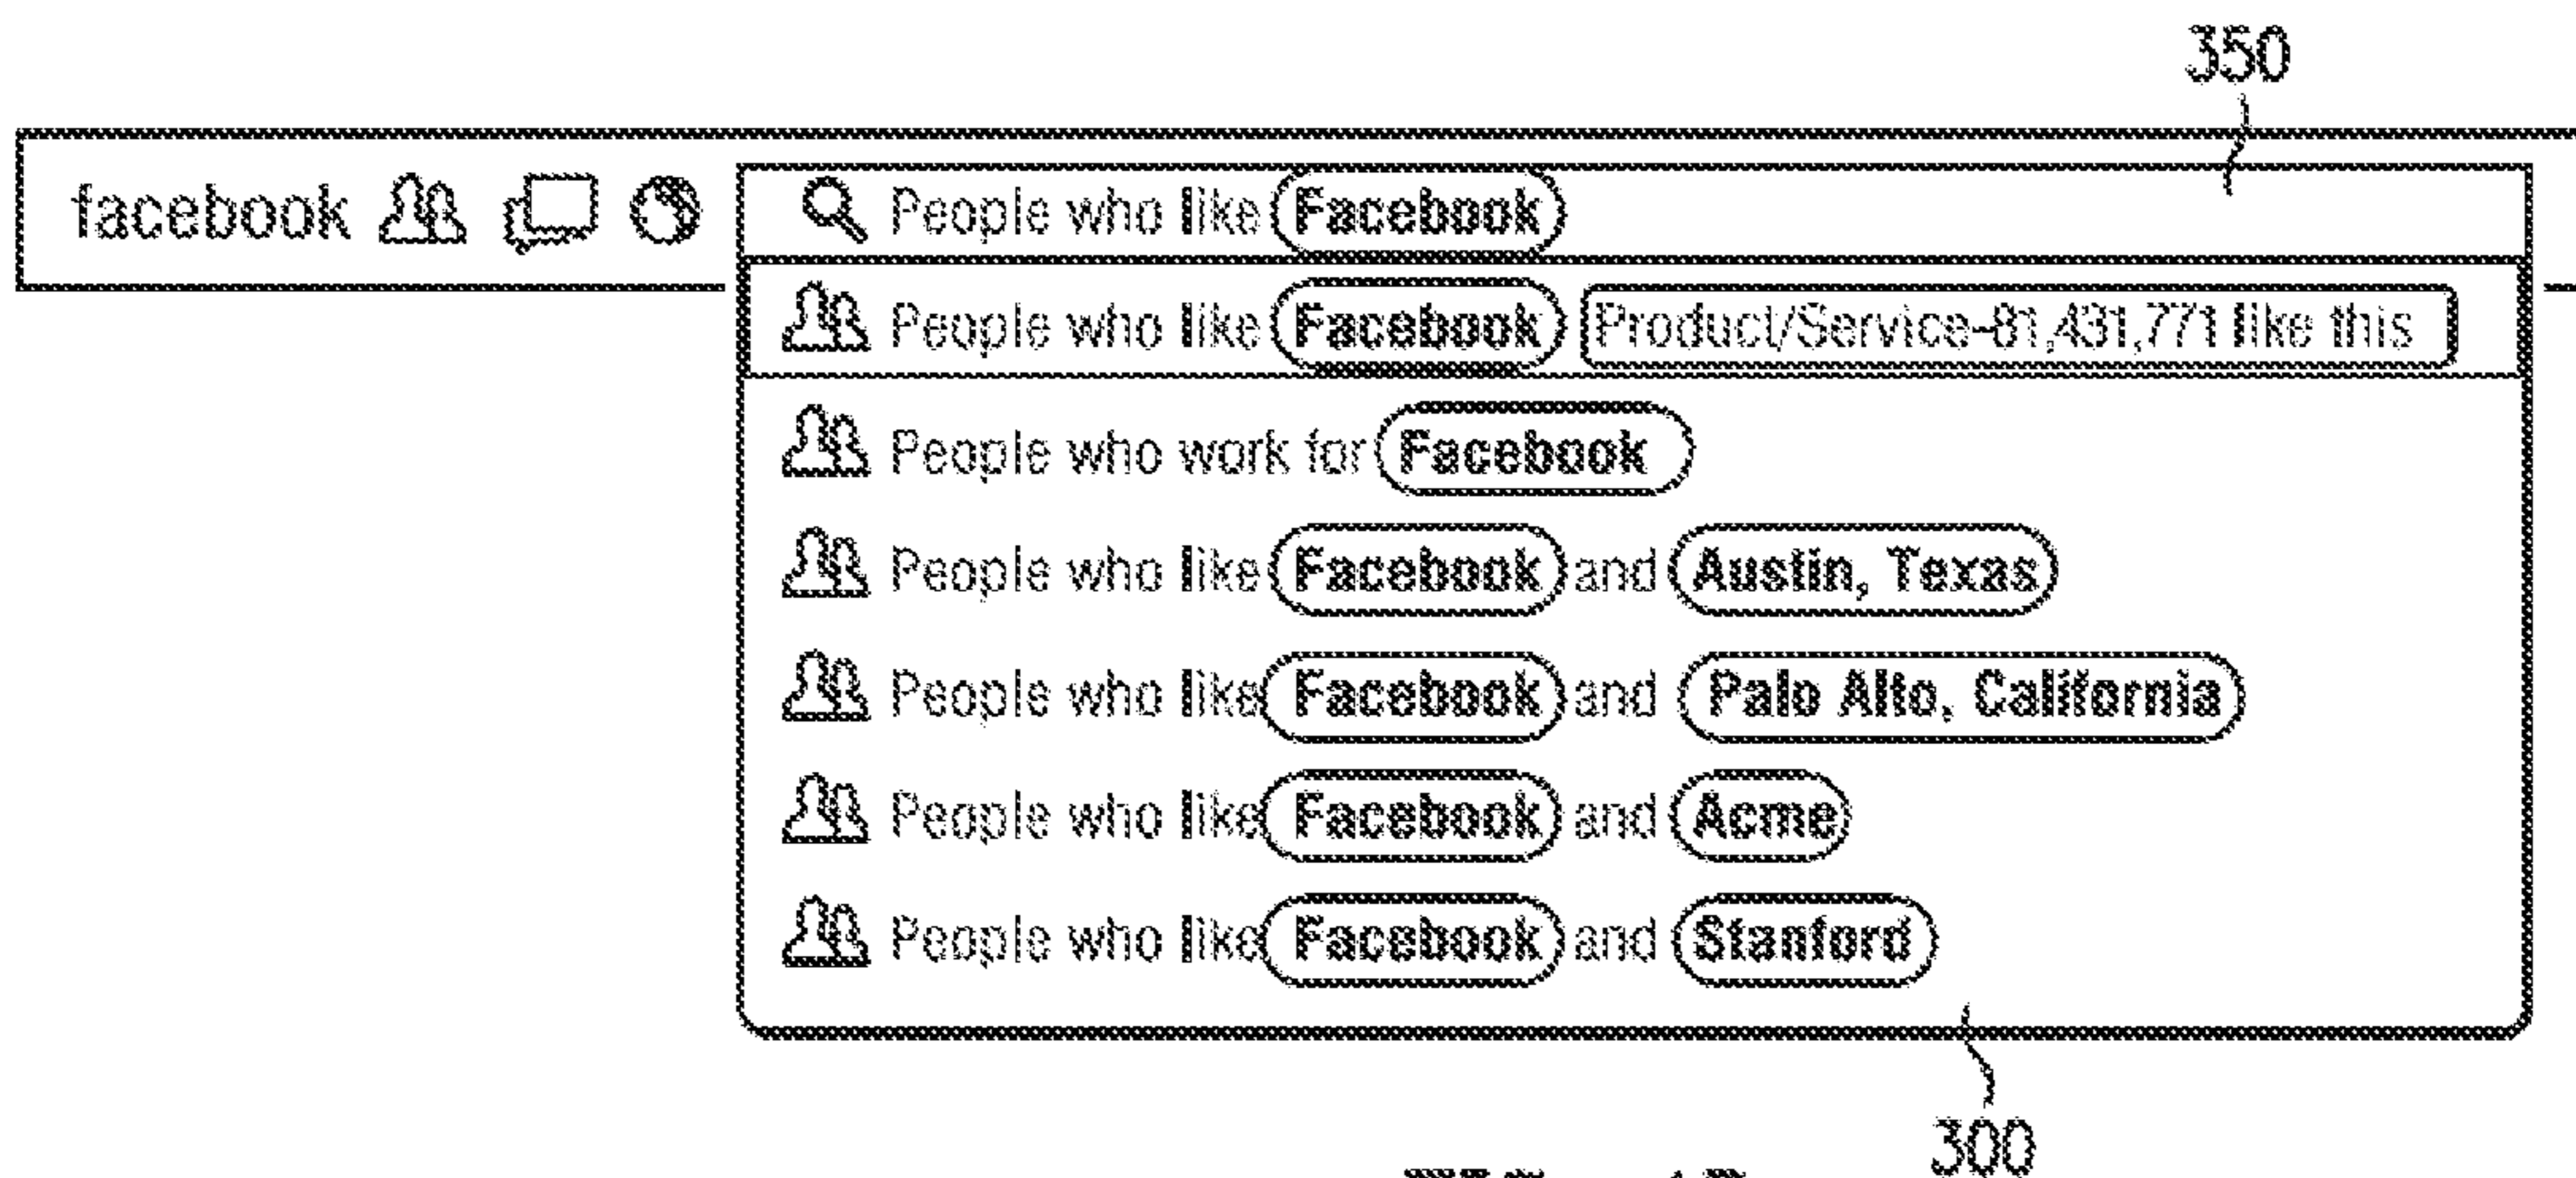 350
facebook People who like Facebook
People who like Facebook Product/Service-81,431,771 like this
People who work for Facebook
People who like Facebook and Austin, Texas
People who like Facebook and Palo Alto, California
People who like Facebook and Acme
People who like Facebook and Stanford
300